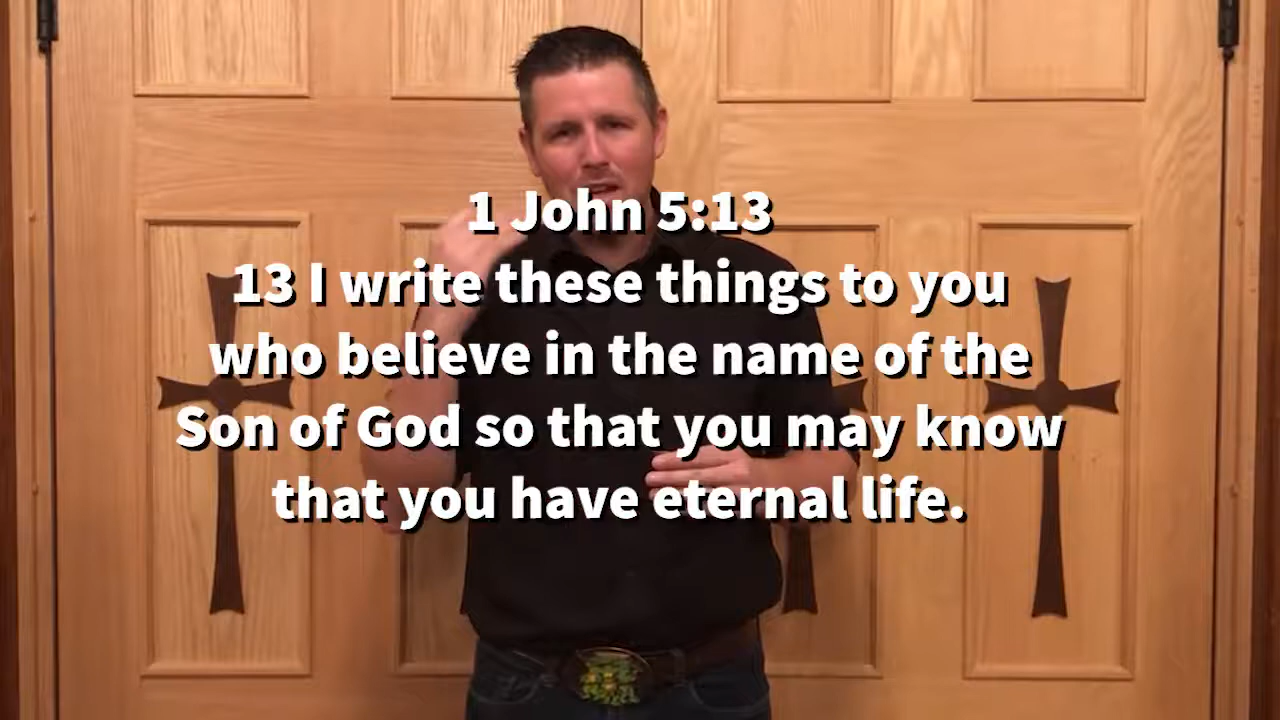 1 John 5:13
13 I write these things to you
who believe in the name of the
Son of God so that you may know
that you have eternal life.